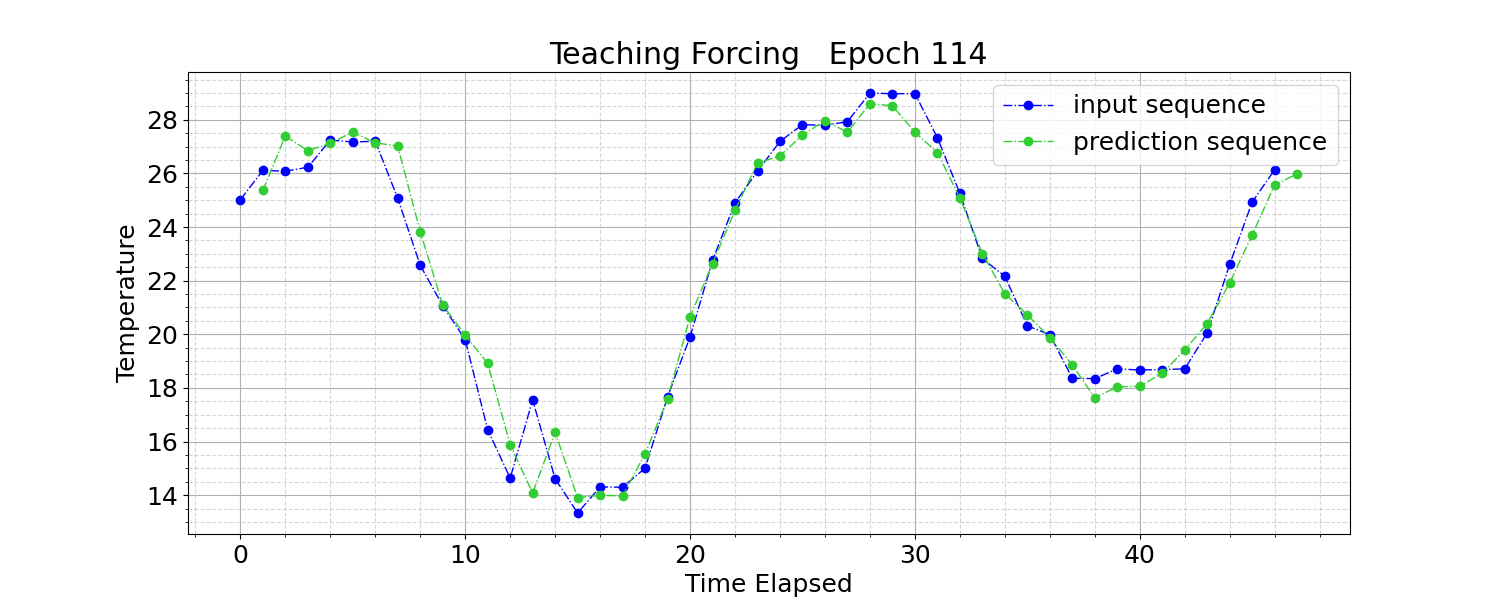 Teaching Forcing   Epoch 114
input sequence
prediction sequence
28
26
24
22
20
18
16
14
Temperature
0 10 20 30 40
Time Elapsed